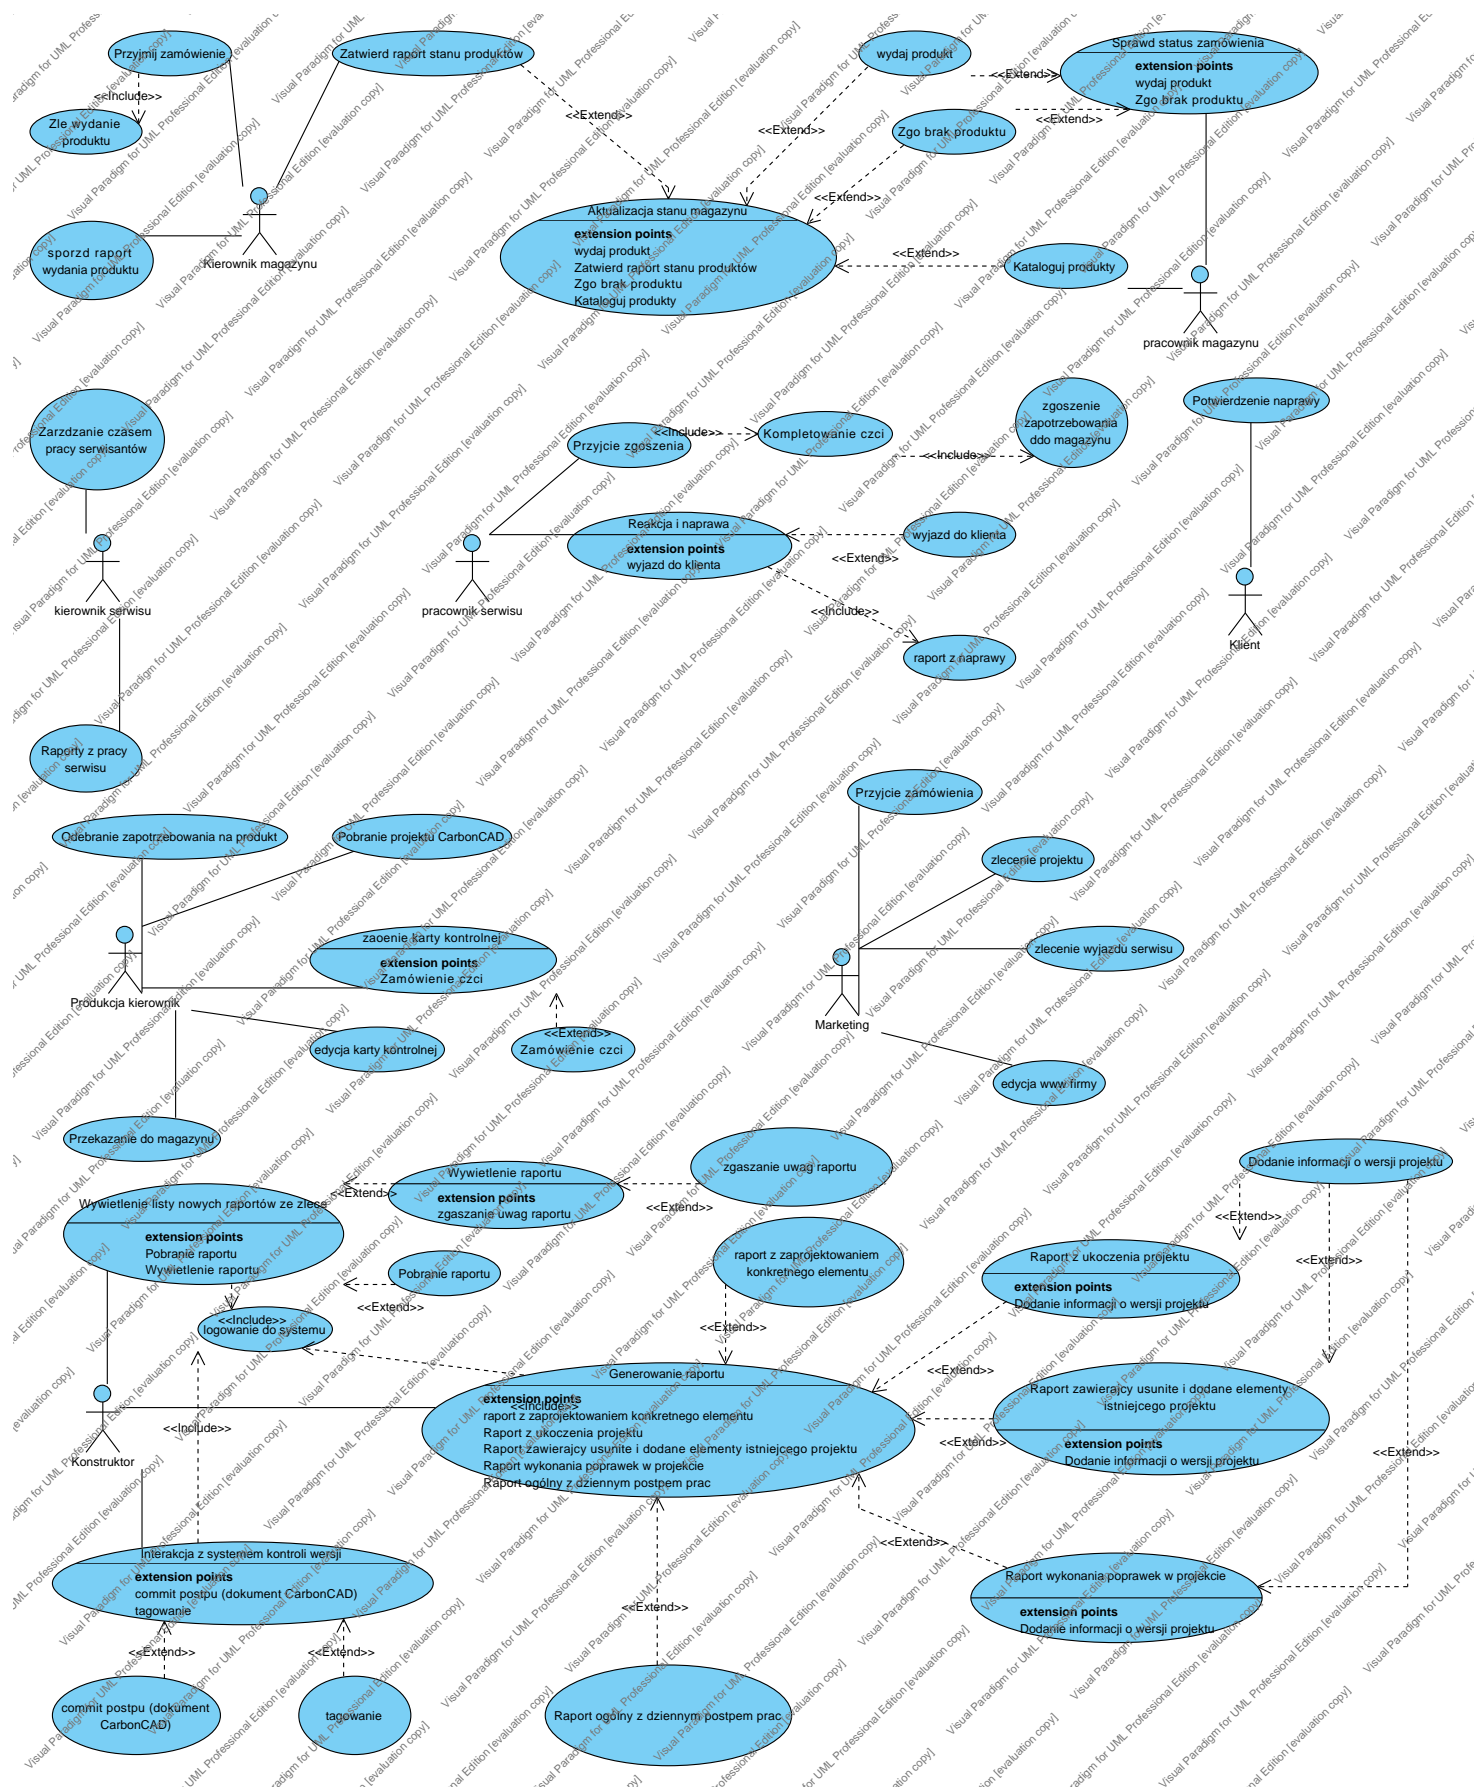 Przyjmij zamówienie
Zatwierd raport stanu produktów
wydaj produkt
Sprawd status zamówienia
extension points
wydaj produkt
Zgo brak produktu
<<Extend>>
<<Include>>
<<Extend>>
<<Extend>>
<<Extend>>
Zle wydanie
produktu
Zgo brak produktu
Kierownik magazynu
<<Extend>>
Aktualizacja stanu magazynu
extension points
wydaj produkt
Zatwierd raport stanu produktów
Zgo brak produktu
Kataloguj produkty
sporzd raport
wydania produktu
<<Extend>>
Kataloguj produkty
pracownik magazynu
Zarzdzanie czasem
pracy serwisantów
Przyjcie zgoszenia
<<Include>>
Kompletowanie czci
<<Include>>
zgoszenie
zapotrzebowania
ddo magazynu
Potwierdzenie naprawy
Reakcja i naprawa
extension points
wyjazd do klienta
wyjazd do klienta
<<Extend>>
kierownik serwisu
pracownik serwisu
<<Include>>
Klient
raport z naprawy
Raporty z pracy
serwisu
Przyjcie zamówienia
Odebranie zapotrzebowania na produkt
Pobranie projektu CarbonCAD
zlecenie projektu
zaoenie karty kontrolnej
extension points
Zamówienie czci
zlecenie wyjazdu serwisu
Produkcja kierownik
Marketing
<<Extend>>
edycja karty kontrolnej
Zamówienie czci
edycja www firmy
Przekazanie do magazynu
Wywietlenie raportu
extension points
zgaszanie uwag raportu
zgaszanie uwag raportu
<<Extend>>
<<Extend>>
Dodanie informacji o wersji projektu
Wywietlenie listy nowych raportów ze zlece
extension points
Pobranie raportu
Wywietlenie raportu
<<Extend>>
raport z zaprojektowaniem
konkretnego elementu
Raport z ukoczenia projektu
extension points
Dodanie informacji o wersji projektu
<<Extend>>
Pobranie raportu
<<Extend>>
<<Include>>
logowanie do systemu
<<Extend>>
<<Extend>>
Generowanie raportu
extension points
<<Include>>
raport z zaprojektowaniem konkretnego elementu
Raport z ukoczenia projektu
Raport zawierajcy usunite i dodane elementy istniejcego projektu
Raport wykonania poprawek w projekcie
Raport ogólny z dziennym postpem prac
Raport zawierajcy usunite i dodane elementy
istniejcego projektu
extension points
Dodanie informacji o wersji projektu
<<Include>>
<<Extend>>
<<Extend>>
Konstruktor
<<Extend>>
Interakcja z systemem kontroli wersji
extension points
commit postpu (dokument CarbonCAD)
tagowanie
Raport wykonania poprawek w projekcie
extension points
Dodanie informacji o wersji projektu
<<Extend>>
<<Extend>>
<<Extend>>
commit postpu (dokument
CarbonCAD)
tagowanie
Raport ogolny z dziennym postpem prac
Visual Paradigm for UML Professional Edition [evaluation copy]